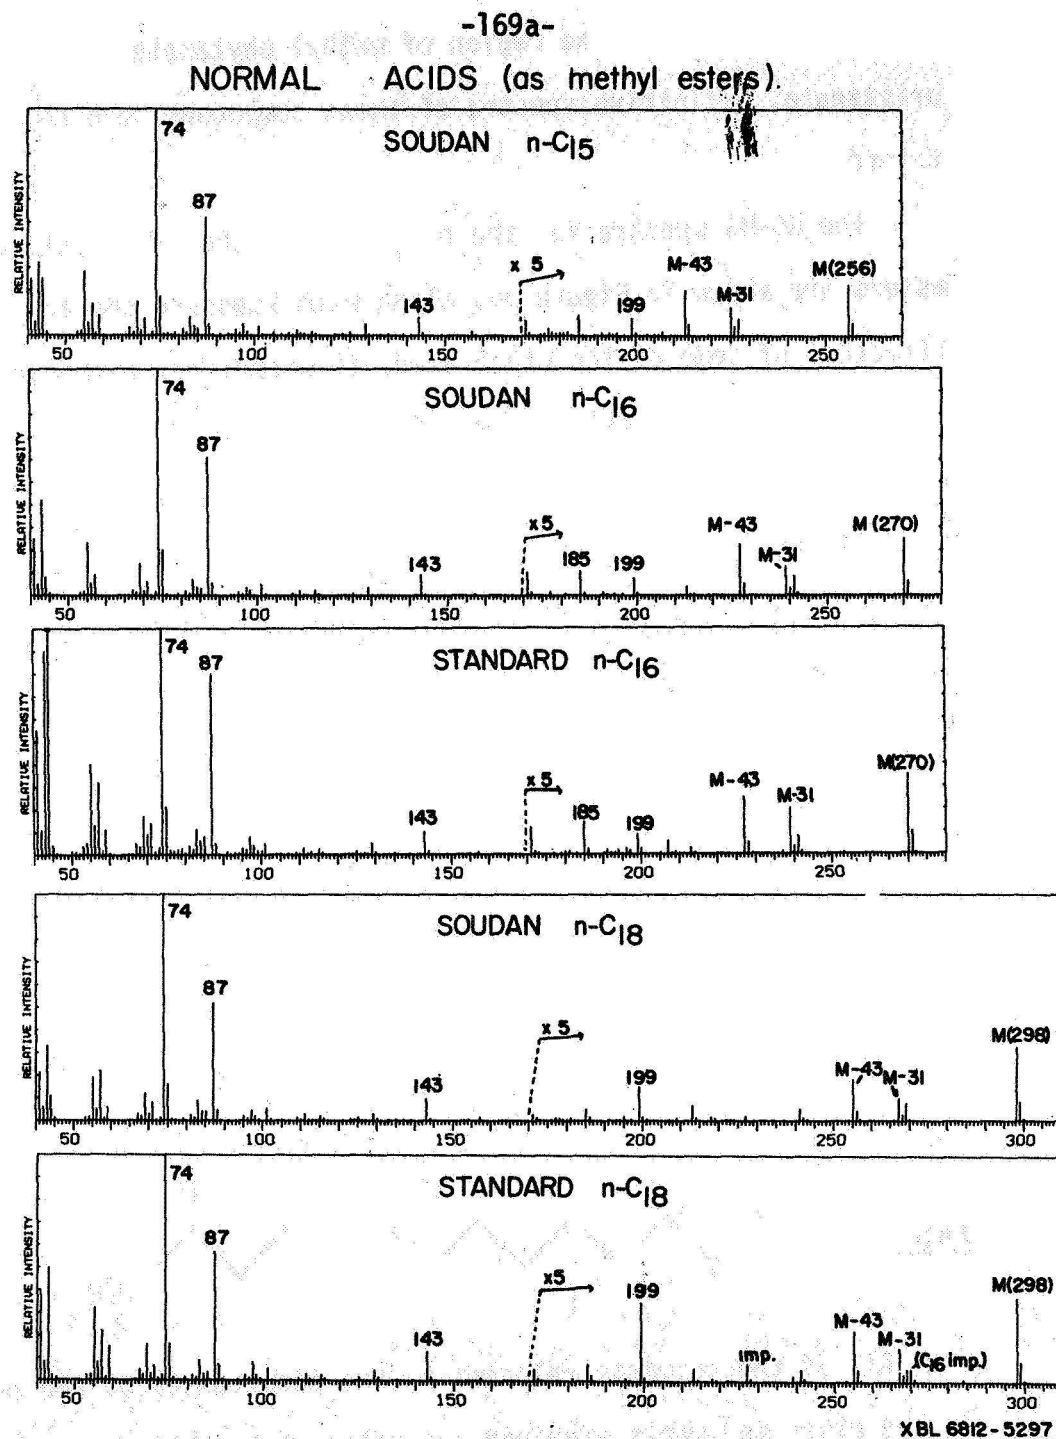 -169a-
NORMAL ACIDS (as methyl esters).
SOUDAN n-C15
RELATIVE INTENSITY
74
87
143
x 5
199
M-43
M-31
M(256)
50 100 150 200 250
SOUDAN n-C16
RELATIVE INTENSITY
74
87
143
x5
185
199
M-43
M-31
M(270)
50 100 150 200 250
STANDARD n-C16
RELATIVE INTENSITY
74
87
143
x 5
185
199
M-43
M-31
M(270)
50 100 150 200 250
SOUDAN n-C18
RELATIVE INTENSITY
74
87
143
x 5
199
M-43
M-31
M(298)
50 100 150 200 250 300
STANDARD n-C18
RELATIVE INTENSITY
74
87
143
x5
199
imp.
M-43
M-31
(C16 imp.)
M(298)
50 100 150 200 250 300
XBL 6812-5297